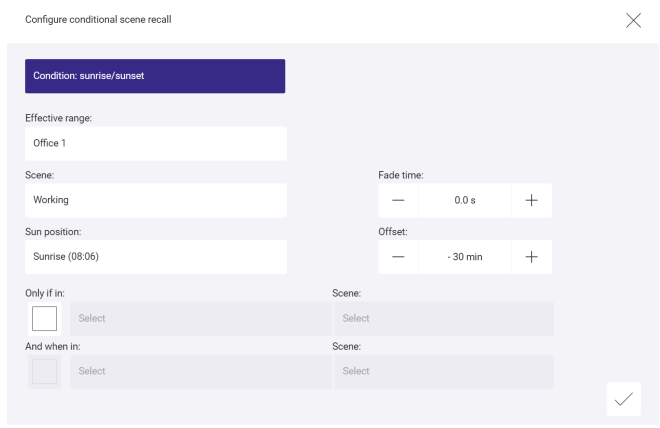 Configure conditional scene recall
Condition: sunrise/sunset
Effective range:
Office 1
Scene:
Fade time:
Working
0.0 s
Sun position:
Offset:
Sunrise (08:06)
- 30 min
Only if in:
Scene:
Select
Select
And when in:
Scene:
Select
Select